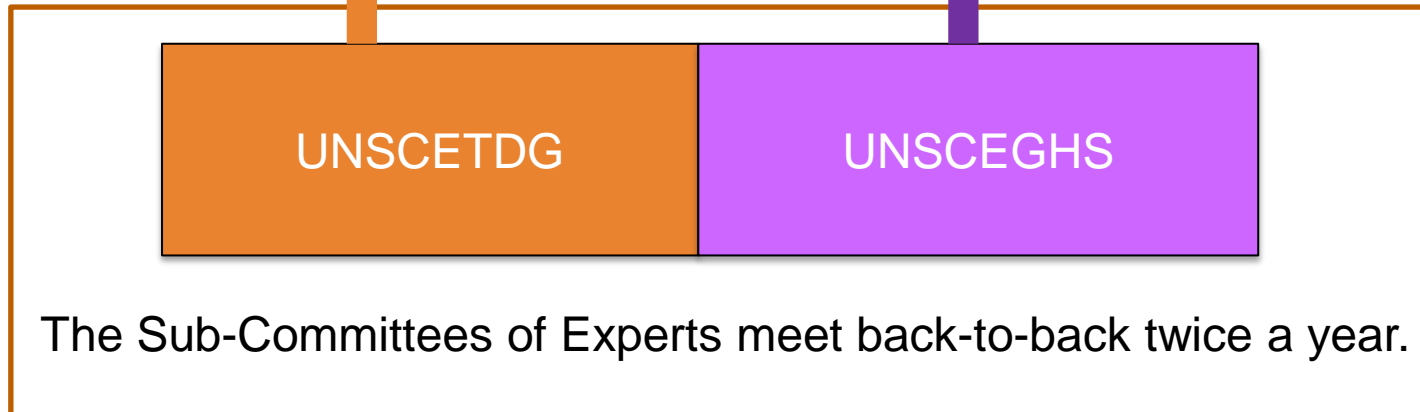 UNSCETDG UNSCEGHS
The Sub-Committees of Experts meet back-to-back twice a year.